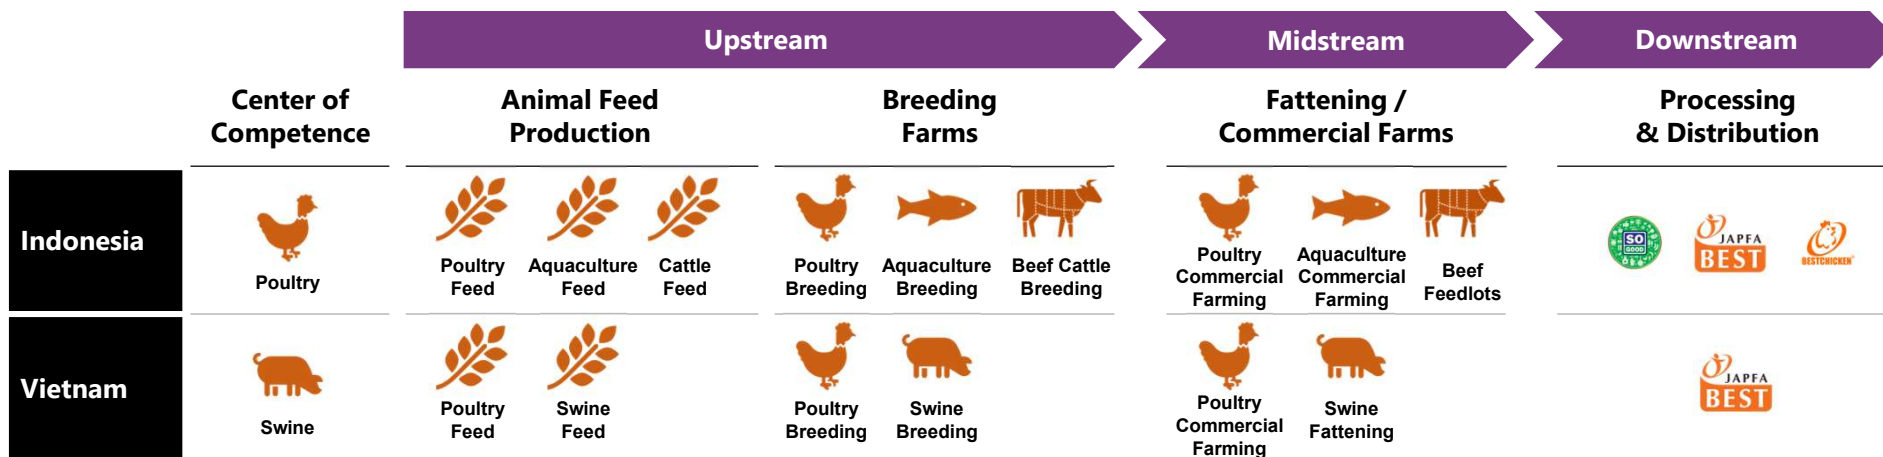 Upstream
Midstream
Downstream
Center of
Competence
Animal Feed
Production
Breeding
Farms
Fattening /
Commercial Farms
Processing
& Distribution
Indonesia
Poultry
Poultry
Feed
Aquaculture
Feed
Cattle
Feed
Poultry
Breeding
Aquaculture
Breeding
Beef Cattle
Breeding
Poultry
Commercial
Farming
Aquaculture
Commercial
Farming
Beef
Feedlots
SO
GOOD
JAPFA
BEST
BESTCHICKEN
Vietnam
Swine
Poultry
Feed
Swine
Feed
Poultry
Breeding
Swine
Breeding
Poultry
Commercial
Farming
Swine
Fattening
JAPFA
BEST